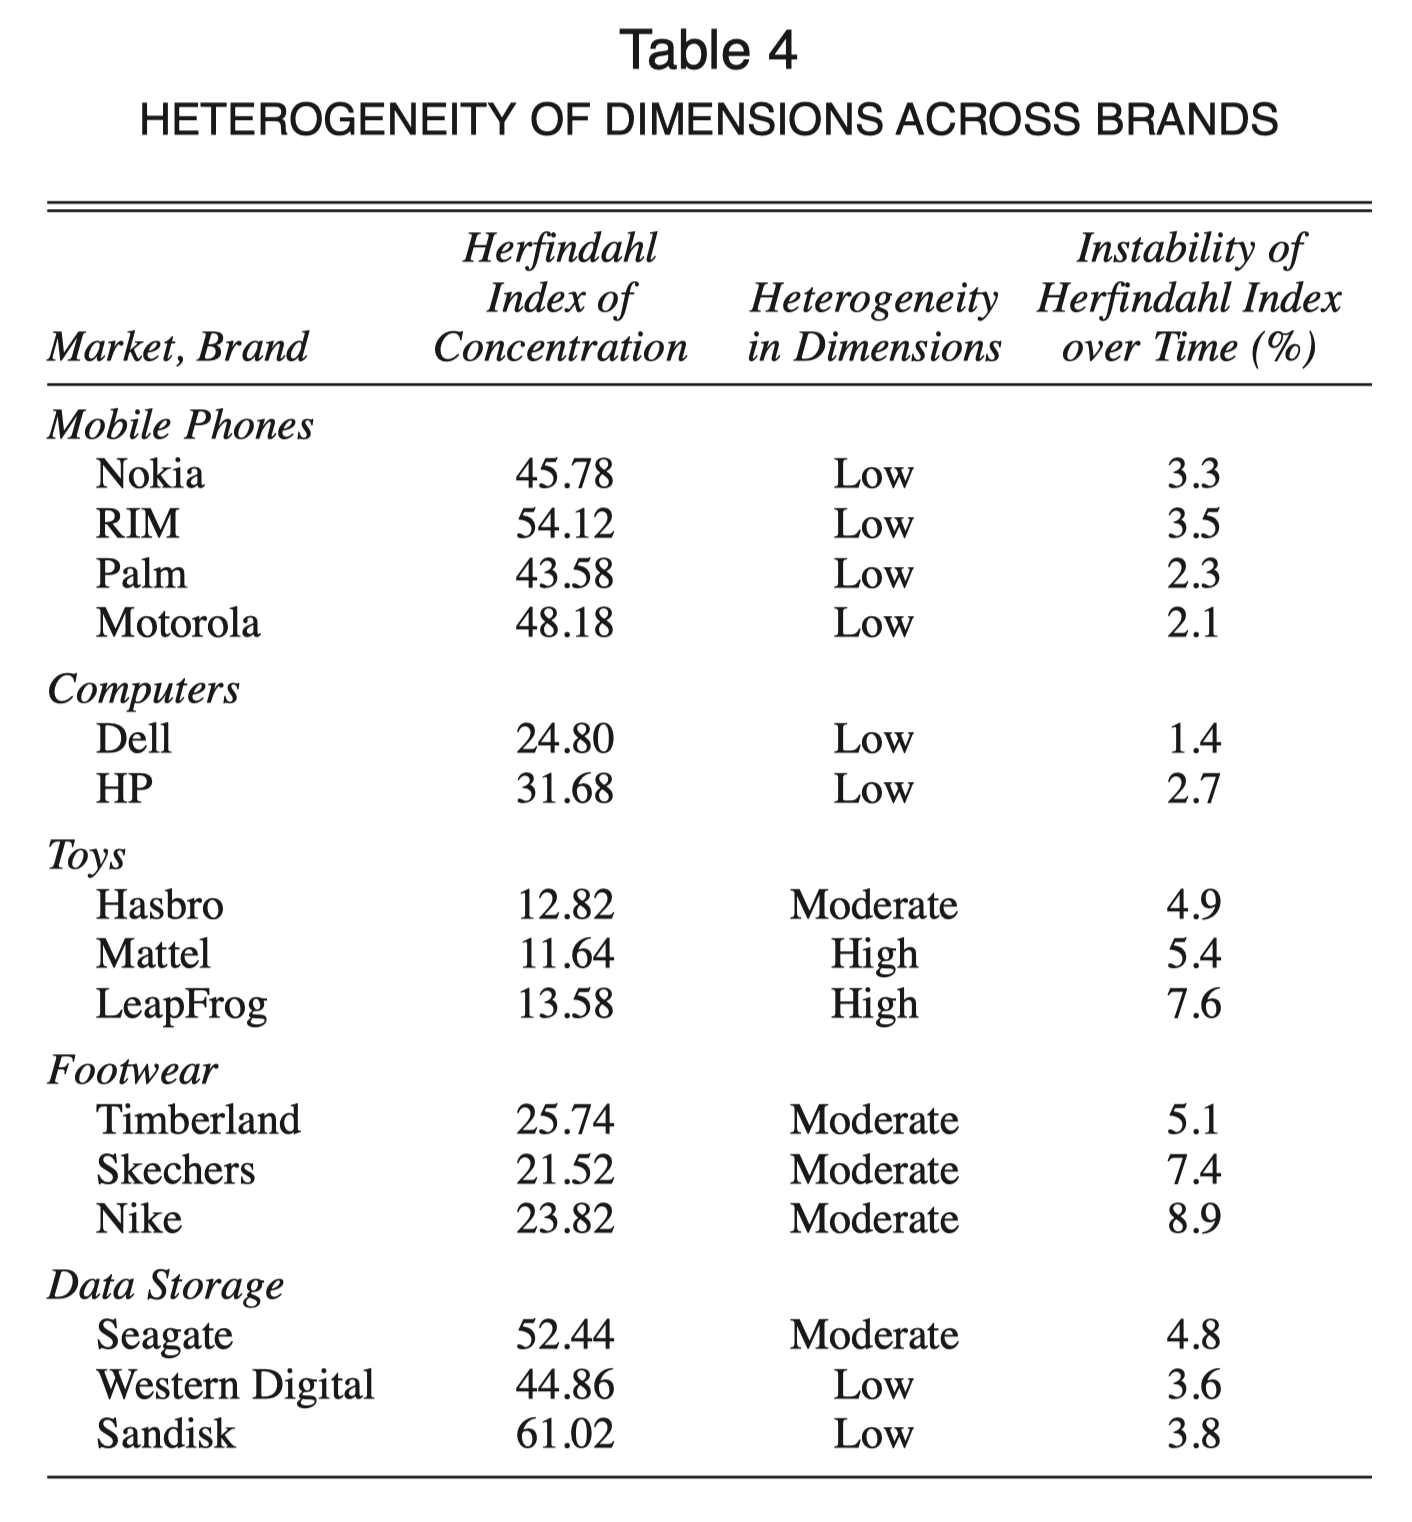 Table 4
HETEROGENEITY OF DIMENSIONS ACROSS BRANDS
Market, Brand Herfindahl Index of Concentration Heterogeneity in Dimensions Instability of Herfindahl Index over Time (%)
Mobile Phones
Nokia 45.78 Low 3.3
RIM 54.12 Low 3.5
Palm 43.58 Low 2.3
Motorola 48.18 Low 2.1
Computers
Dell 24.80 Low 1.4
HP 31.68 Low 2.7
Toys
Hasbro 12.82 Moderate 4.9
Mattel 11.64 High 5.4
LeapFrog 13.58 High 7.6
Footwear
Timberland 25.74 Moderate 5.1
Skechers 21.52 Moderate 7.4
Nike 23.82 Moderate 8.9
Data Storage
Seagate 52.44 Moderate 4.8
Western Digital 44.86 Low 3.6
Sandisk 61.02 Low 3.8